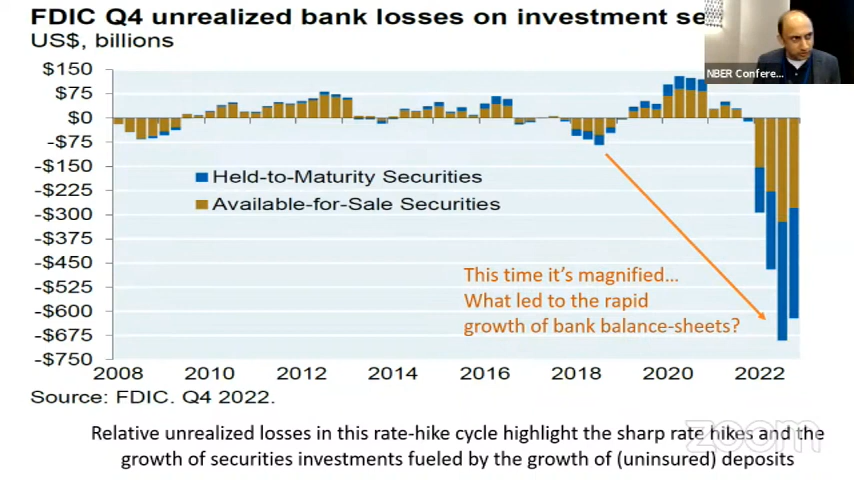 FDIC Q4 unrealized bank losses on investment se
US$, billions
NBER Confere...
$150
$75
$0
-$75
-$150
-$225
-$300
-$375
-$450
-$525
-$600
-$675
-$750
Held-to-Maturity Securities
Available-for-Sale Securities
This time it's magnified...
What led to the rapid
growth of bank balance-sheets?
2008 2010 2012 2014 2016 2018 2020 2022
Source: FDIC. Q4 2022.
zoom
Relative unrealized losses in this rate-hike cycle highlight the sharp rate hikes and the
growth of securities investments fueled by the growth of (uninsured) deposits